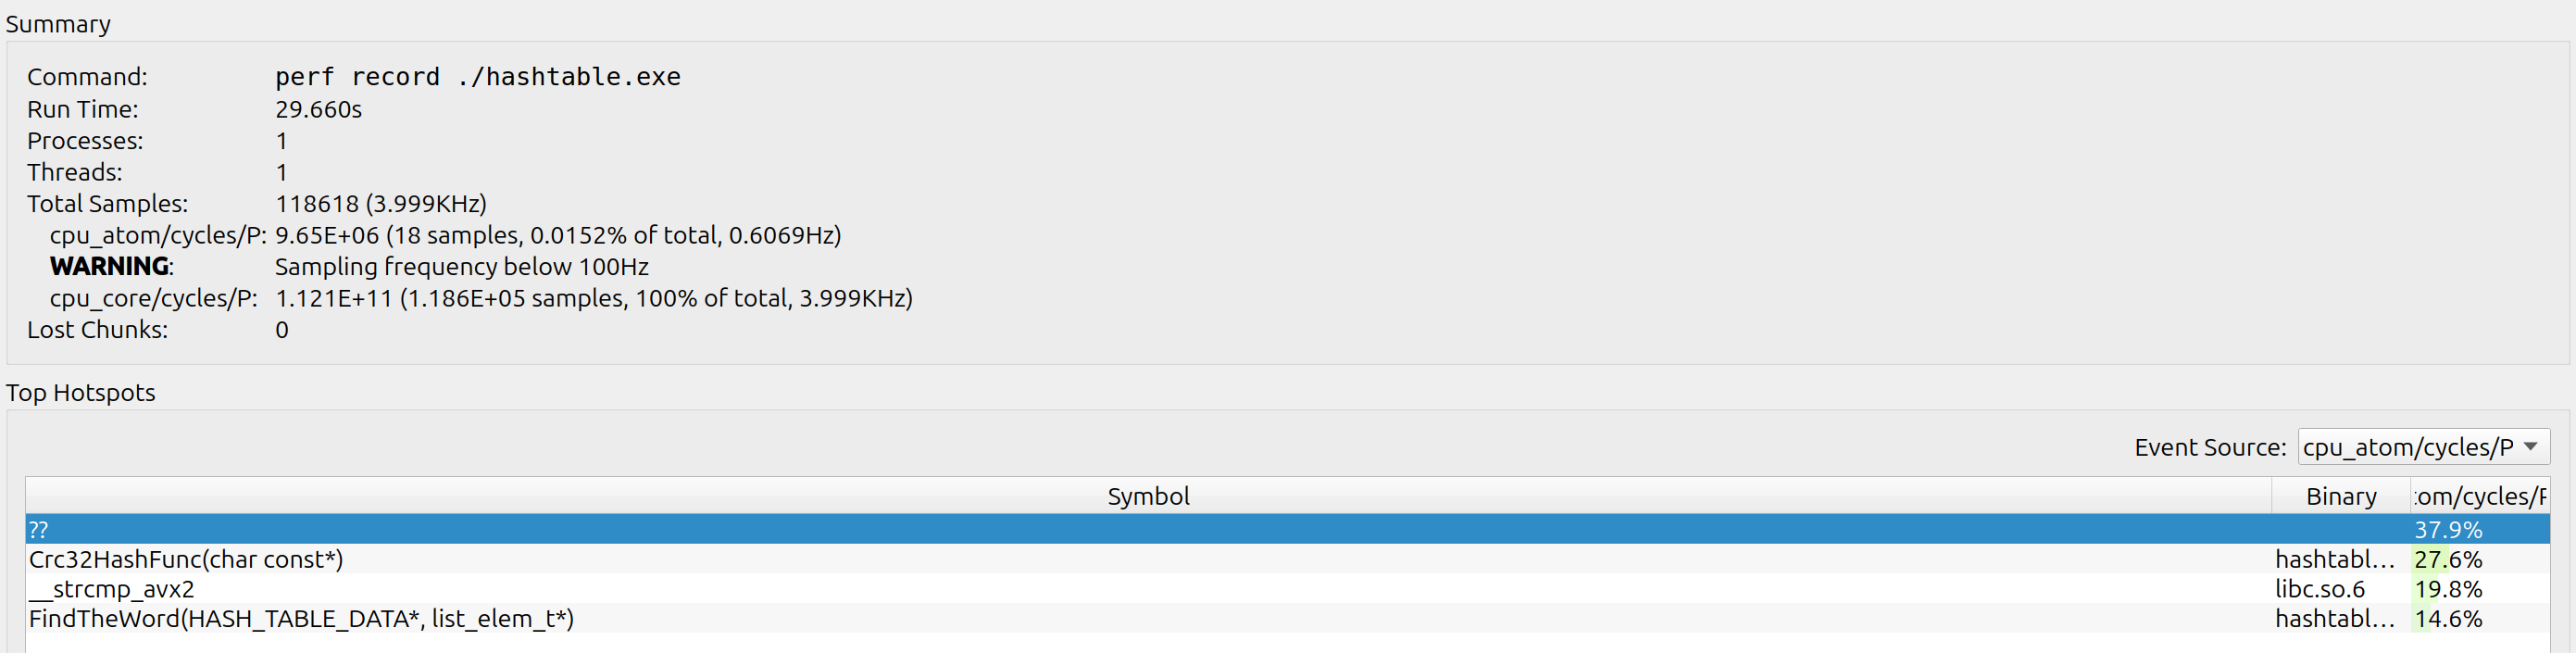 Summary
Command: perf record ./hashtable.exe
Run Time: 29.660s
Processes: 1
Threads: 1
Total Samples: 118618 (3.999KHz)
cpu_atom/cycles/P: 9.65E+06 (18 samples, 0.0152% of total, 0.6069Hz)
WARNING: Sampling frequency below 100Hz
cpu_core/cycles/P: 1.121E+11 (1.186E+05 samples, 100% of total, 3.999KHz)
Lost Chunks: 0
Top Hotspots
Event Source: cpu_atom/cycles/P
Symbol Binary tom/cycles/P
?? 37.9%
Crc32HashFunc(char const*) hashtabl... 27.6%
__strcmp_avx2 libc.so.6 19.8%
FindTheWord(HASH_TABLE_DATA*, list_elem_t*) hashtabl... 14.6%